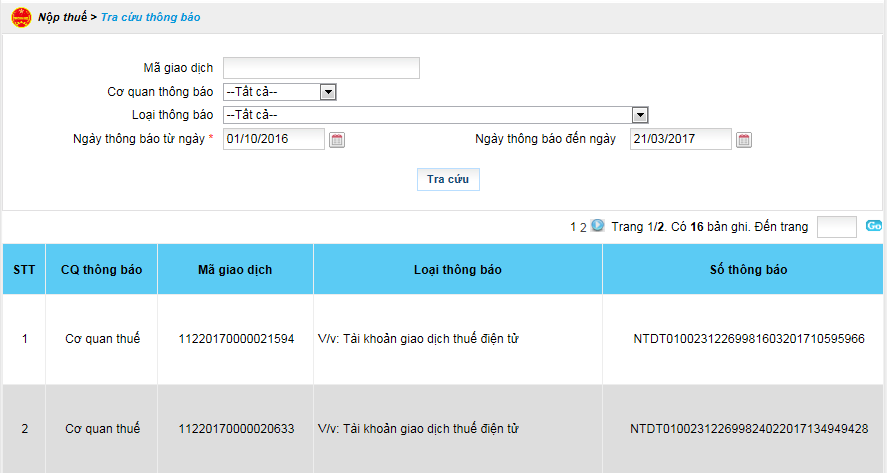 Nộp thuế > Tra cứu thông báo
Mã giao dịch
Cơ quan thông báo --Tất cả--
Loại thông báo --Tất cả--
Ngày thông báo từ ngày * 01/10/2016 Ngày thông báo đến ngày 21/03/2017
Tra cứu
1 2 Trang 1/2. Có 16 bản ghi. Đến trang Go
STT CQ thông báo Mã giao dịch Loại thông báo Số thông báo
1 Cơ quan thuế 11220170000021594 V/v: Tài khoản giao dịch thuế điện tử NTDT01002312269981603201710595966
2 Cơ quan thuế 11220170000020633 V/v: Tài khoản giao dịch thuế điện tử NTDT010023122699824022017134949428